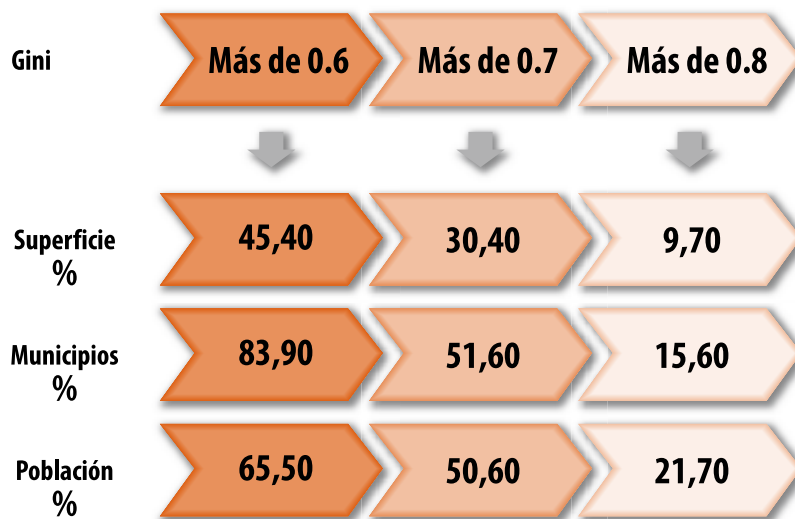 Gini
Más de 0.6
Más de 0.7
Más de 0.8
Superficie
%
45,40
30,40
9,70
Municipios
%
83,90
51,60
15,60
Población
%
65,50
50,60
21,70